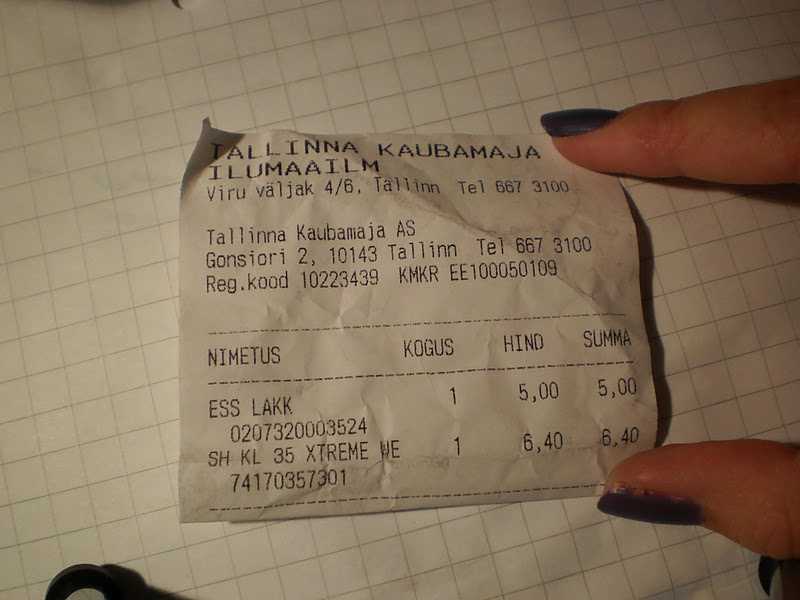 TALLINNA KAUBAMAJA
ILUMAAILM
Viru väljak 4/6, Tallinn Tel 667 3100
Tallinna Kaubamaja AS
Gonsiori 2, 10143 Tallinn Tel 667 3100
Reg.kood 10223439 KMKR EE100050109
NIMETUS KOGUS HIND SUMMA
ESS LAKK 1 5,00 5,00
0207320003524
SH KL 35 XTREME WE 1 6,40 6,40
74170357301